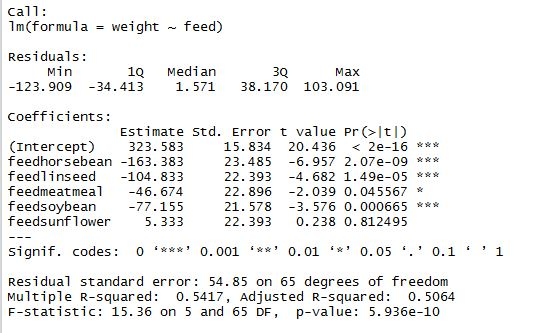 Call:
lm(formula = weight ~ feed)
Residuals:
Min 1Q Median 3Q Max
-123.909 -34.413 1.571 38.170 103.091
Coefficients:
Estimate Std. Error t value Pr(>|t|)
(Intercept) 323.583 15.834 20.436 < 2e-16 ***
feedhorsebean -163.383 23.485 -6.957 2.07e-09 ***
feedlinseed -104.833 22.393 -4.682 1.49e-05 ***
feedmeatmeal -46.674 22.896 -2.039 0.045567 *
feedsoybean -77.155 21.578 -3.576 0.000665 ***
feedsunflower 5.333 22.393 0.238 0.812495
---
Signif. codes: 0 ‘***’ 0.001 ‘**’ 0.01 ‘*’ 0.05 ‘.’ 0.1 ‘ ’ 1
Residual standard error: 54.85 on 65 degrees of freedom
Multiple R-squared: 0.5417, Adjusted R-squared: 0.5064
F-statistic: 15.36 on 5 and 65 DF, p-value: 5.936e-10